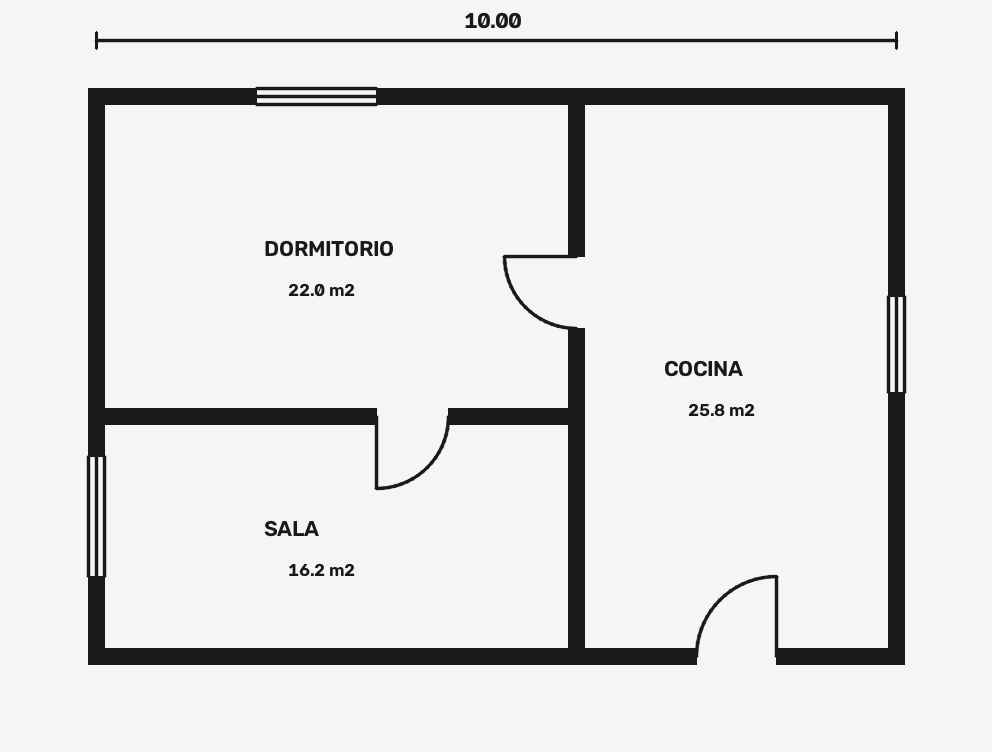 10.00
DORMITORIO
22.0 m2
COCINA
25.8 m2
SALA
16.2 m2